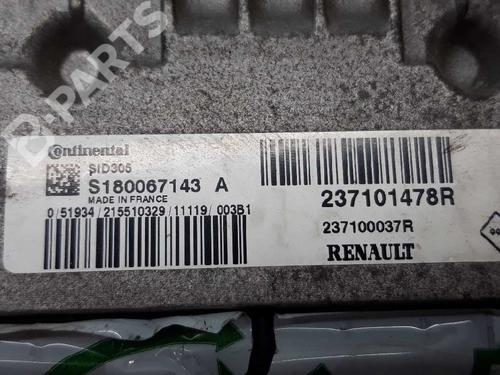 B-PARTS
Continental
SID305
S180067143 A
MADE IN FRANCE
0/51934/215510329/11119/003B1
237101478R
237100037R
RENAULT